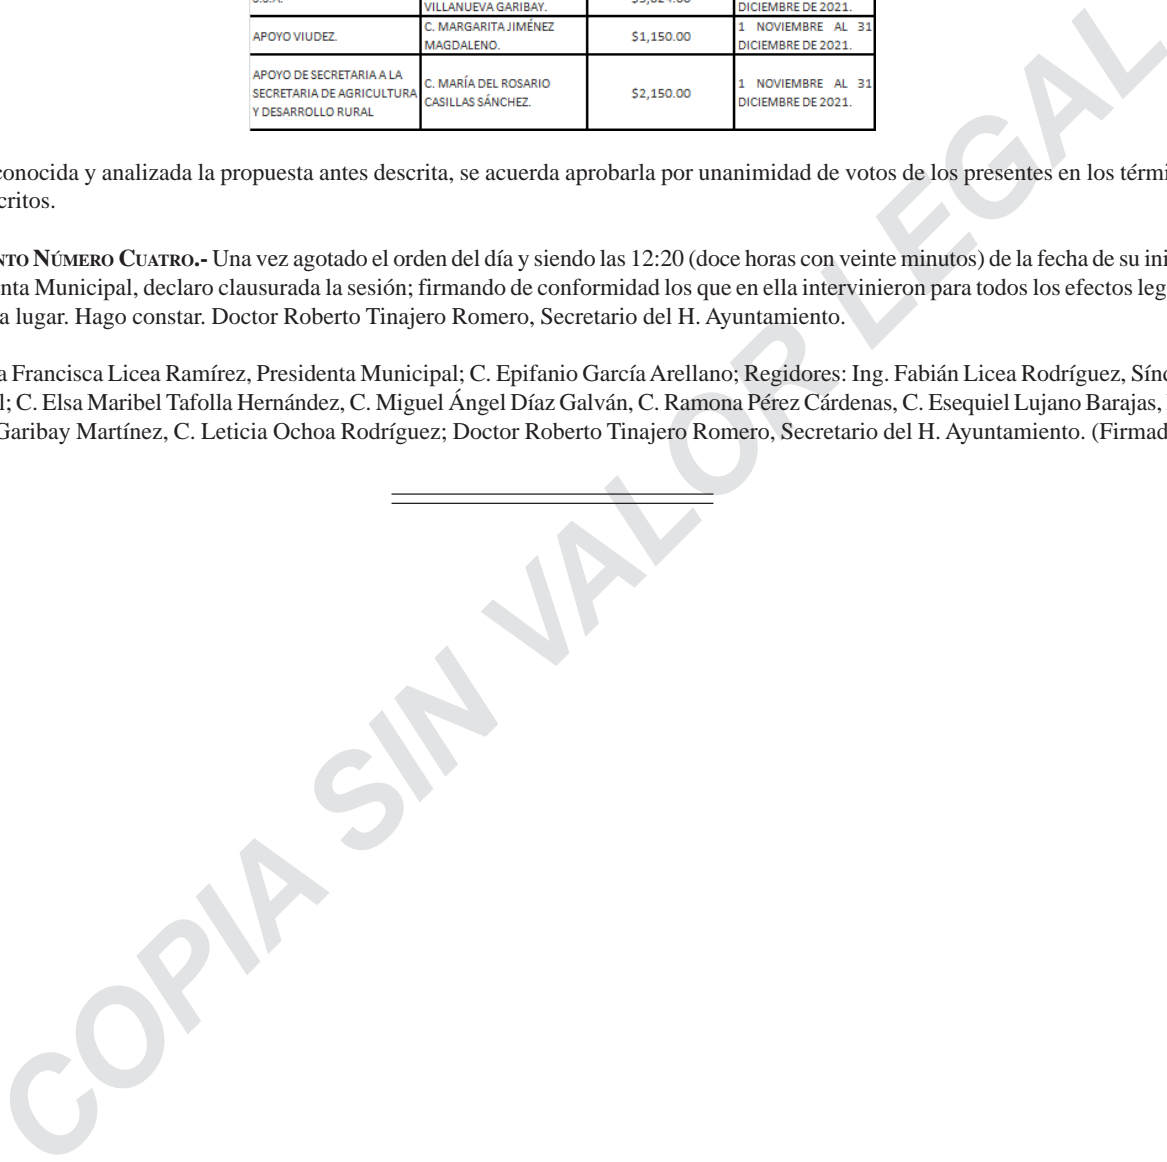 VILLANUEVA GARIBAY.
DICIEMBRE DE 2021.
APOYO VIUDEZ.
C. MARGARITA JIMÉNEZ
MAGDALENO.
$1,150.00
1 NOVIEMBRE AL 31
DICIEMBRE DE 2021.
APOYO DE SECRETARIA A LA
SECRETARIA DE AGRICULTURA
Y DESARROLLO RURAL
C. MARÍA DEL ROSARIO
CASILLAS SÁNCHEZ.
$2,150.00
1 NOVIEMBRE AL 31
DICIEMBRE DE 2021.
conocida y analizada la propuesta antes descrita, se acuerda aprobarla por unanimidad de votos de los presentes en los térmi
critos.
NTO NÚMERO CUATRO.- Una vez agotado el orden del día y siendo las 12:20 (doce horas con veinte minutos) de la fecha de su ini
nta Municipal, declaro clausurada la sesión; firmando de conformidad los que en ella intervinieron para todos los efectos leg
a lugar. Hago constar. Doctor Roberto Tinajero Romero, Secretario del H. Ayuntamiento.
a Francisca Licea Ramírez, Presidenta Municipal; C. Epifanio García Arellano; Regidores: Ing. Fabián Licea Rodríguez, Sínd
l; C. Elsa Maribel Tafolla Hernández, C. Miguel Ángel Díaz Galván, C. Ramona Pérez Cárdenas, C. Esequiel Lujano Barajas,
Garibay Martínez, C. Leticia Ochoa Rodríguez; Doctor Roberto Tinajero Romero, Secretario del H. Ayuntamiento. (Firmad
COPIA SIN VALOR LEGAL